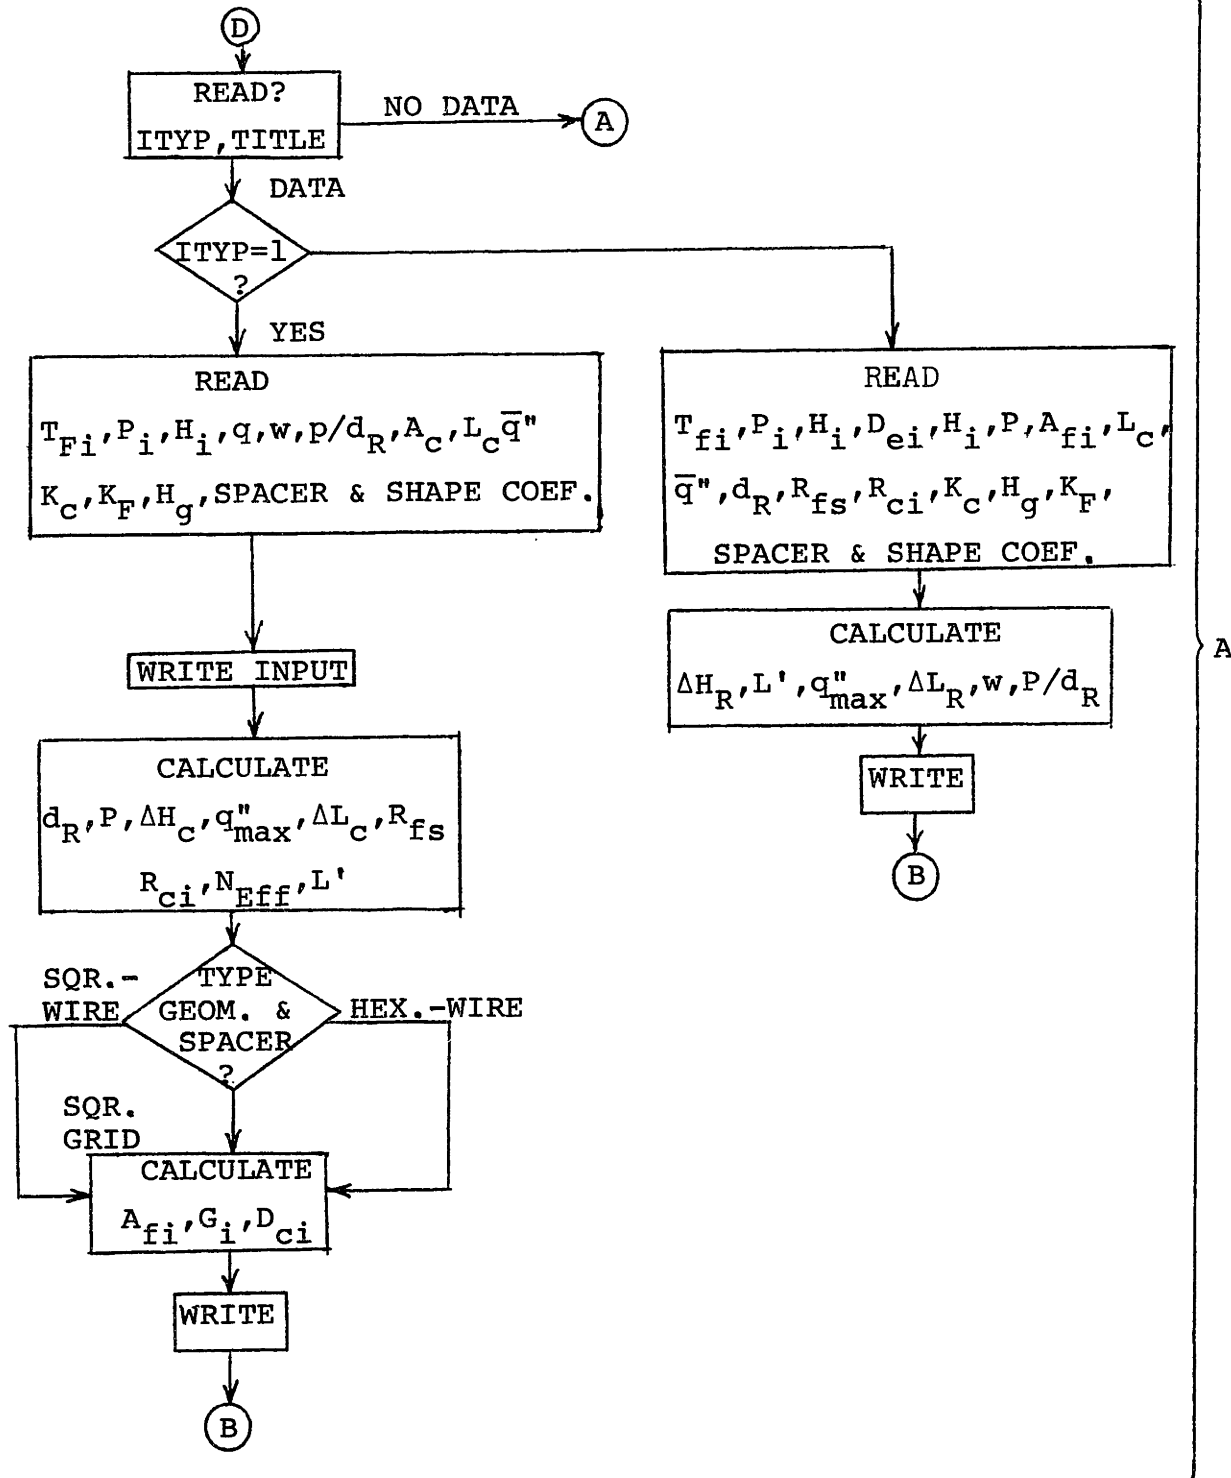 D
READ?
ITYP,TITLE
NO DATA
A
DATA
ITYP=1
?
YES
READ
T_Fi,P_i,H_i,q,w,p/d_R,A_c,L_c q̅"
K_c,K_F,H_g,SPACER & SHAPE COEF.
READ
T_fi,P_i,H_i,D_ei,H_i,P,A_fi,L_c,
q̅",d_R,R_fs,R_ci,K_c,H_g,K_F,
SPACER & SHAPE COEF.
WRITE INPUT
CALCULATE
ΔH_R,L',q"_max,ΔL_R,w,P/d_R
A
WRITE
B
CALCULATE
d_R,P,ΔH_c,q"_max,ΔL_c,R_fs
R_ci,N_Eff,L'
SQR.-
WIRE
TYPE
GEOM. &
SPACER
?
HEX.-WIRE
SQR.
GRID
CALCULATE
A_fi,G_i,D_ci
WRITE
B